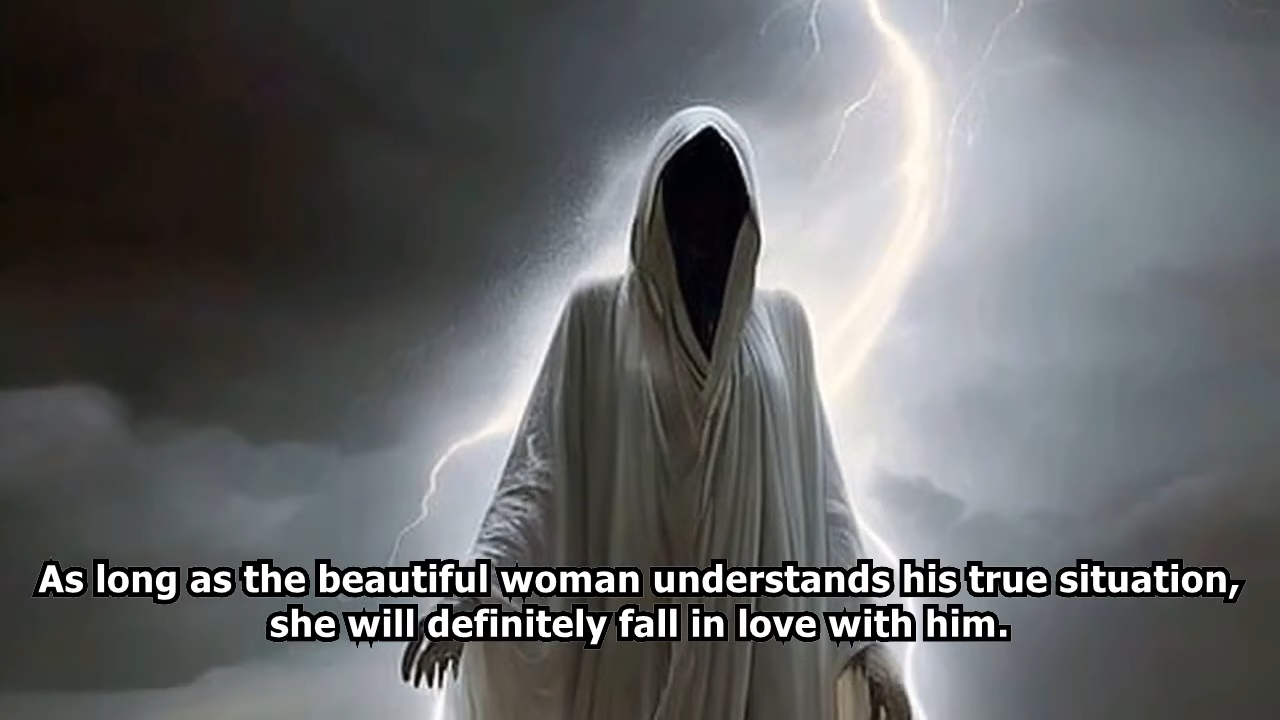 As long as the beautiful woman understands his true situation,
she will definitely fall in love with him.